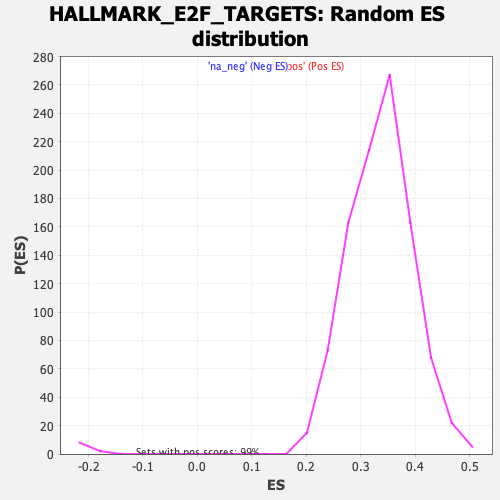 HALLMARK_E2F_TARGETS: Random ES
distribution
'na_neg' (Neg ES) pos' (Pos ES)
280
260
240
220
200
180
160
140
120
100
80
60
40
20
0
P(ES)
Sets with pos scores: 99%
-0.2 -0.1 0.0 0.1 0.2 0.3 0.4 0.5
ES